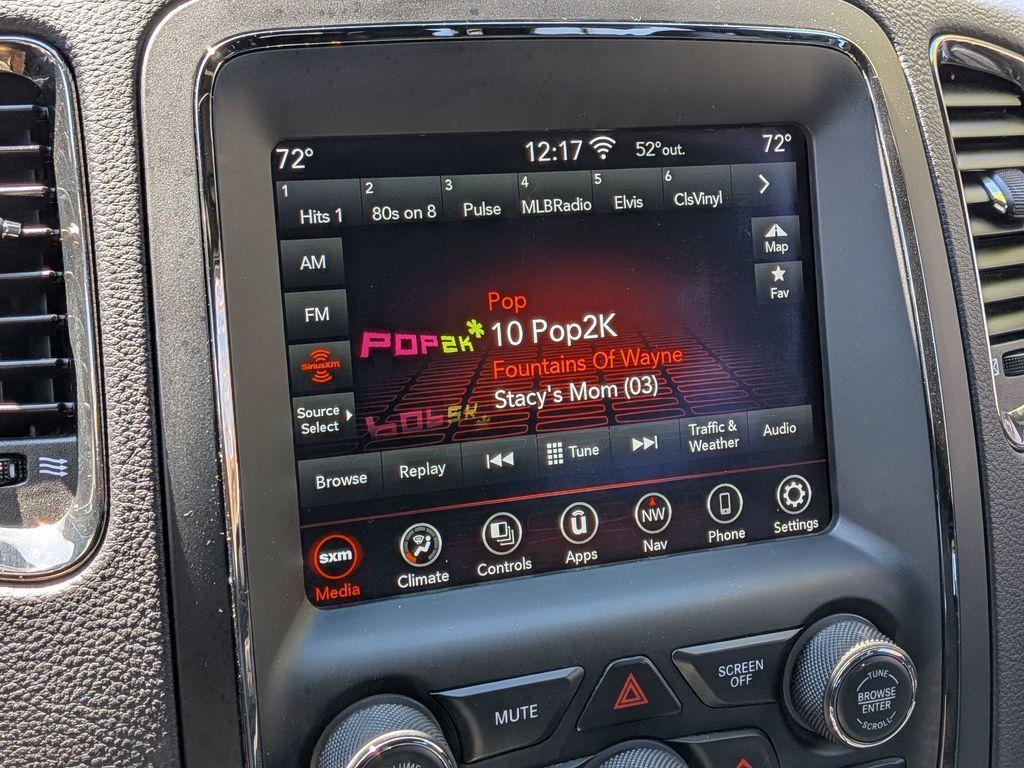 72°
12:17
52°out.
72°
1 Hits 1
2 80s on 8
3 Pulse
4 MLBRadio
5 Elvis
6 ClsVinyl
AM
Map
Fav
FM
SiriusXM
Pop
POP2K*
10 Pop2K
Fountains Of Wayne
Stacy's Mom (03)
Source
Select
Browse
Replay
Tune
Traffic &
Weather
Audio
sxm
Media
Climate
Controls
Apps
NW
Nav
Phone
Settings
MUTE
SCREEN
OFF
TUNE
BROWSE
ENTER
SCROLL